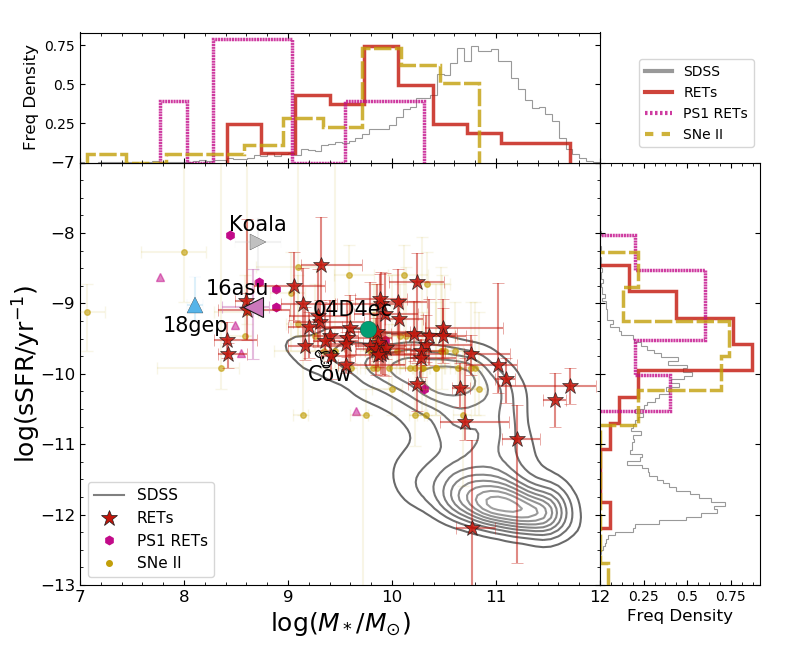 0.75
0.5
0.25
−7
Freq Density
SDSS
RETs
PS1 RETs
SNe II
Koala
16asu
04D4ec
18gep
Cow
−8
−9
−10
−11
−12
−13
log(sSFR/yr⁻¹)
SDSS
RETs
PS1 RETs
SNe II
7
8
9
10
11
12
log(M*/M⊙)
0.25
0.5
0.75
Freq Density